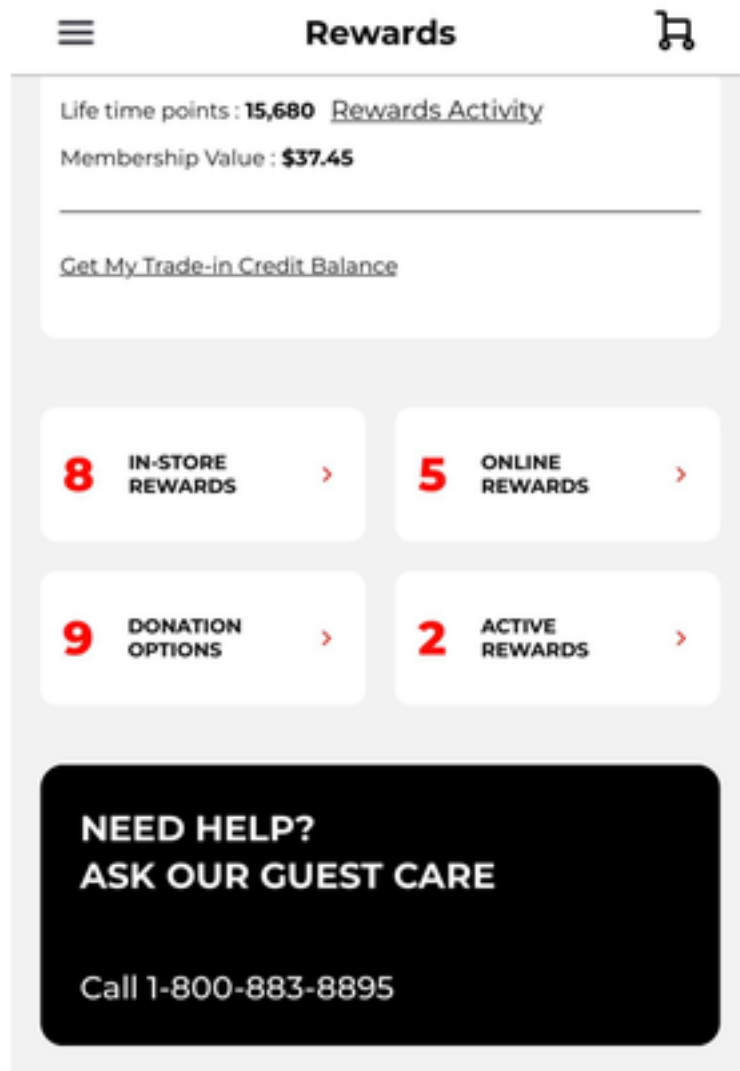 Rewards
Life time points : 15,680 Rewards Activity
Membership Value : $37.45
Get My Trade-in Credit Balance
8 IN-STORE
REWARDS
5 ONLINE
REWARDS
9 DONATION
OPTIONS
2 ACTIVE
REWARDS
NEED HELP?
ASK OUR GUEST CARE
Call 1-800-883-8895